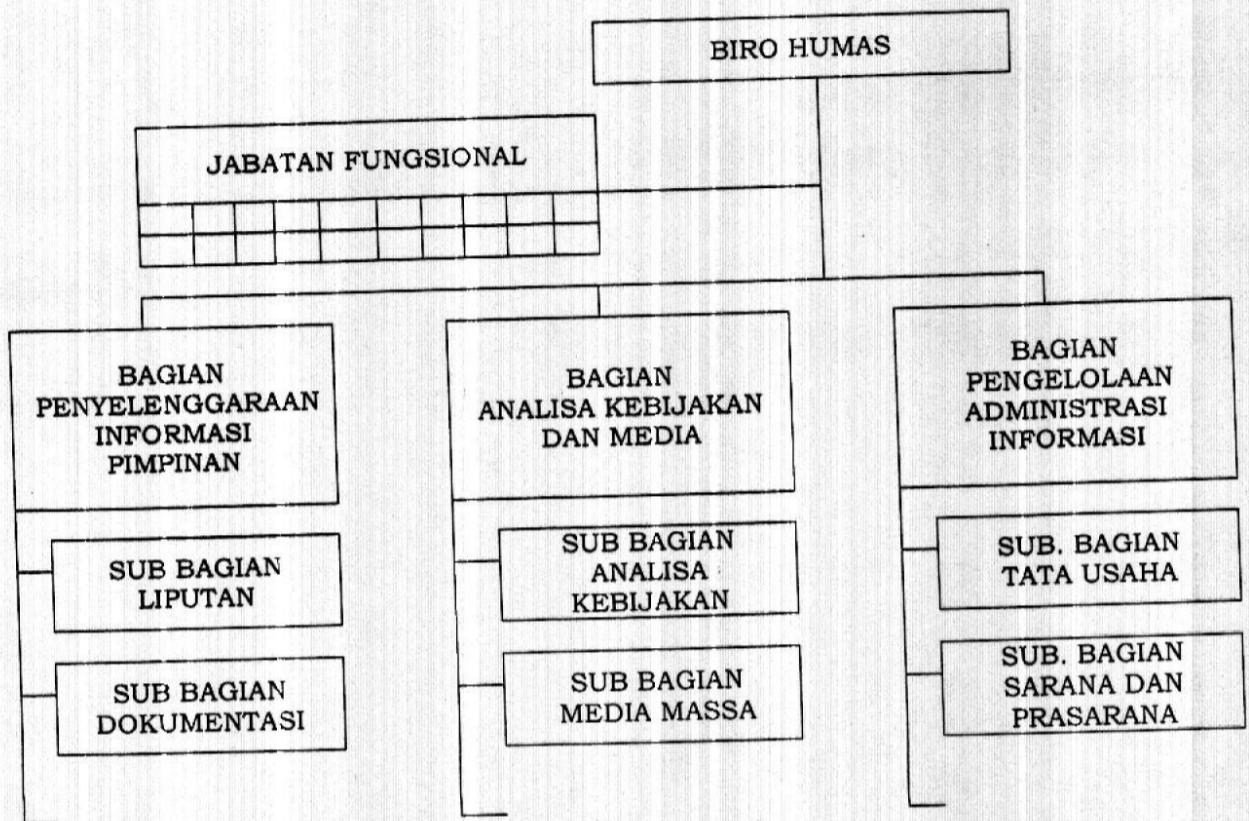 BIRO HUMAS
JABATAN FUNGSIONAL
BAGIAN
PENYELENGGARAAN
INFORMASI
PIMPINAN
BAGIAN
ANALISA KEBIJAKAN
DAN MEDIA
BAGIAN
PENGELOLAAN
ADMINISTRASI
INFORMASI
SUB BAGIAN
LIPUTAN
SUB BAGIAN
ANALISA
KEBIJAKAN
SUB. BAGIAN
TATA USAHA
SUB BAGIAN
DOKUMENTASI
SUB BAGIAN
MEDIA MASSA
SUB. BAGIAN
SARANA DAN
PRASARANA